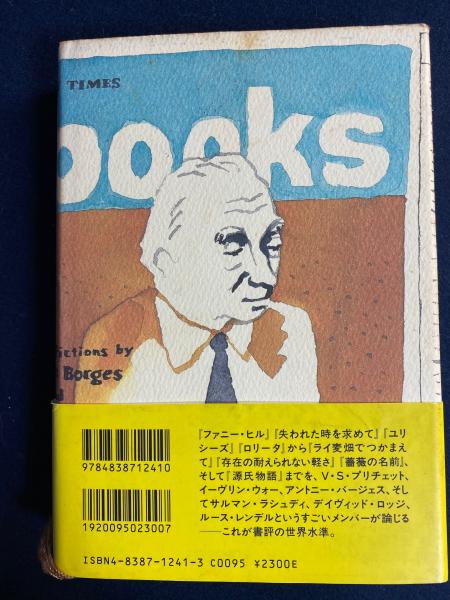 TIMES
books
ictions by
Borges
『ファニー・ヒル』『失われた時を求めて』『ユリ
シーズ』『ロリータ』から『ライ麦畑でつかまえ
て』『存在の耐えられない軽さ』『薔薇の名前』、
そして『源氏物語』までを、V・S・プリチェット、
イーヴリン・ウォー、アントニー・バージェス、そし
てサルマン・ラシュディ、デイヴィッド・ロッジ、
ルース・レンデルというすごいメンバーが論じる
――これが書評の世界水準。
9784838712410
1920095023007
ISBN4-8387-1241-3 C0095 ¥2300E